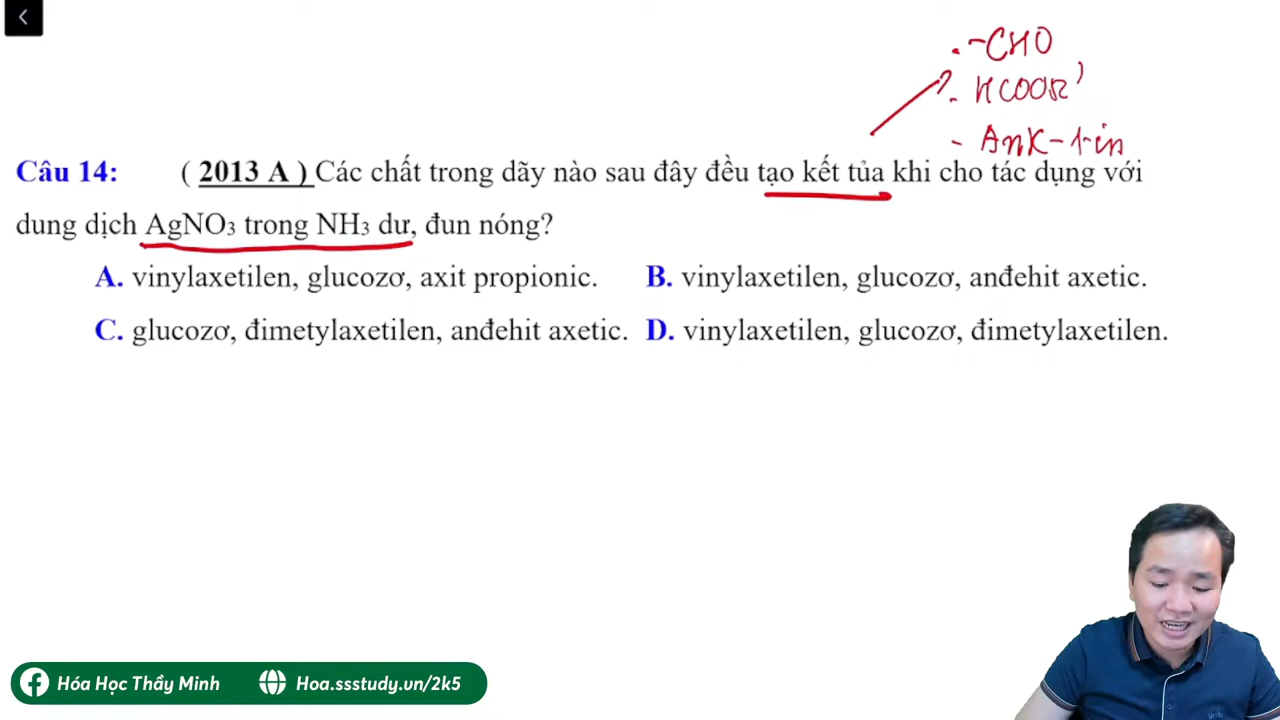 . -CHO
- HCOOR'
- Ank-1-in
Câu 14: ( 2013 A ) Các chất trong dãy nào sau đây đều tạo kết tủa khi cho tác dụng với
dung dịch AgNO₃ trong NH₃ dư, đun nóng?
A. vinylaxetilen, glucozơ, axit propionic. B. vinylaxetilen, glucozơ, anđehit axetic.
C. glucozơ, đimetylaxetilen, anđehit axetic. D. vinylaxetilen, glucozơ, đimetylaxetilen.
Hóa Học Thầy Minh Hoa.ssstudy.vn/2k5